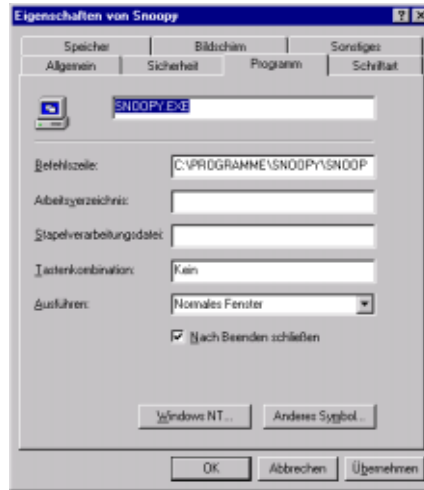 Eigenschaften von Snoopy
Speicher Bildschirm Sonstiges
Allgemein Sicherheit Programm Schriftart
SNOOPY.EXE
Befehlszeile: C:\PROGRAMME\SNOOPY\SNOOP
Arbeitsverzeichnis:
Stapelverarbeitungsdatei:
Tastenkombination: Kein
Ausführen: Normales Fenster
Nach Beenden schließen
Windows NT... Anderes Symbol...
OK Abbrechen Übernehmen